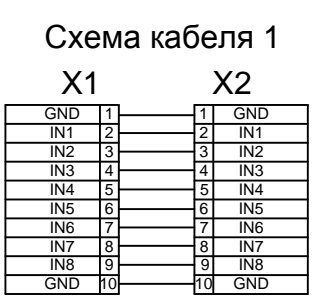 Схема кабеля 1
X1 X2
GND 1 1 GND
IN1 2 2 IN1
IN2 3 3 IN2
IN3 4 4 IN3
IN4 5 5 IN4
IN5 6 6 IN5
IN6 7 7 IN6
IN7 8 8 IN7
IN8 9 9 IN8
GND 10 10 GND